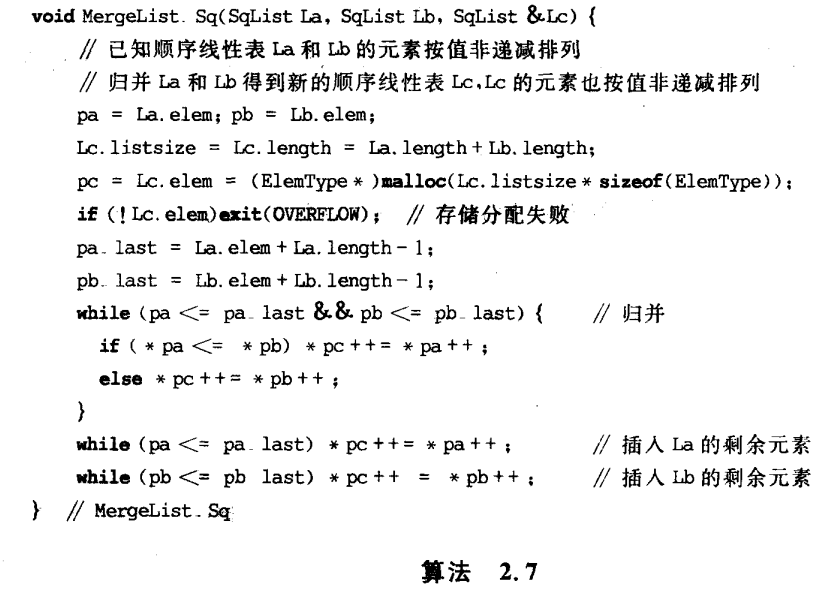 void MergeList_Sq(SqList La, SqList Lb, SqList &Lc) {
// 已知顺序线性表 La 和 Lb 的元素按值非递减排列
// 归并 La 和 Lb 得到新的顺序线性表 Lc,Lc 的元素也按值非递减排列
pa = La.elem; pb = Lb.elem;
Lc.listsize = Lc.length = La.length + Lb.length;
pc = Lc.elem = (ElemType * )malloc(Lc.listsize * sizeof(ElemType));
if (!Lc.elem)exit(OVERFLOW); // 存储分配失败
pa_last = La.elem + La.length - 1;
pb_last = Lb.elem + Lb.length - 1;
while (pa <= pa_last && pb <= pb_last) { // 归并
if ( * pa <= * pb) * pc ++ = * pa ++ ;
else * pc ++ = * pb ++ ;
}
while (pa <= pa_last) * pc ++ = * pa ++ ; // 插入 La 的剩余元素
while (pb <= pb last) * pc ++ = * pb ++ ; // 插入 Lb 的剩余元素
} // MergeList_Sq
算法 2.7